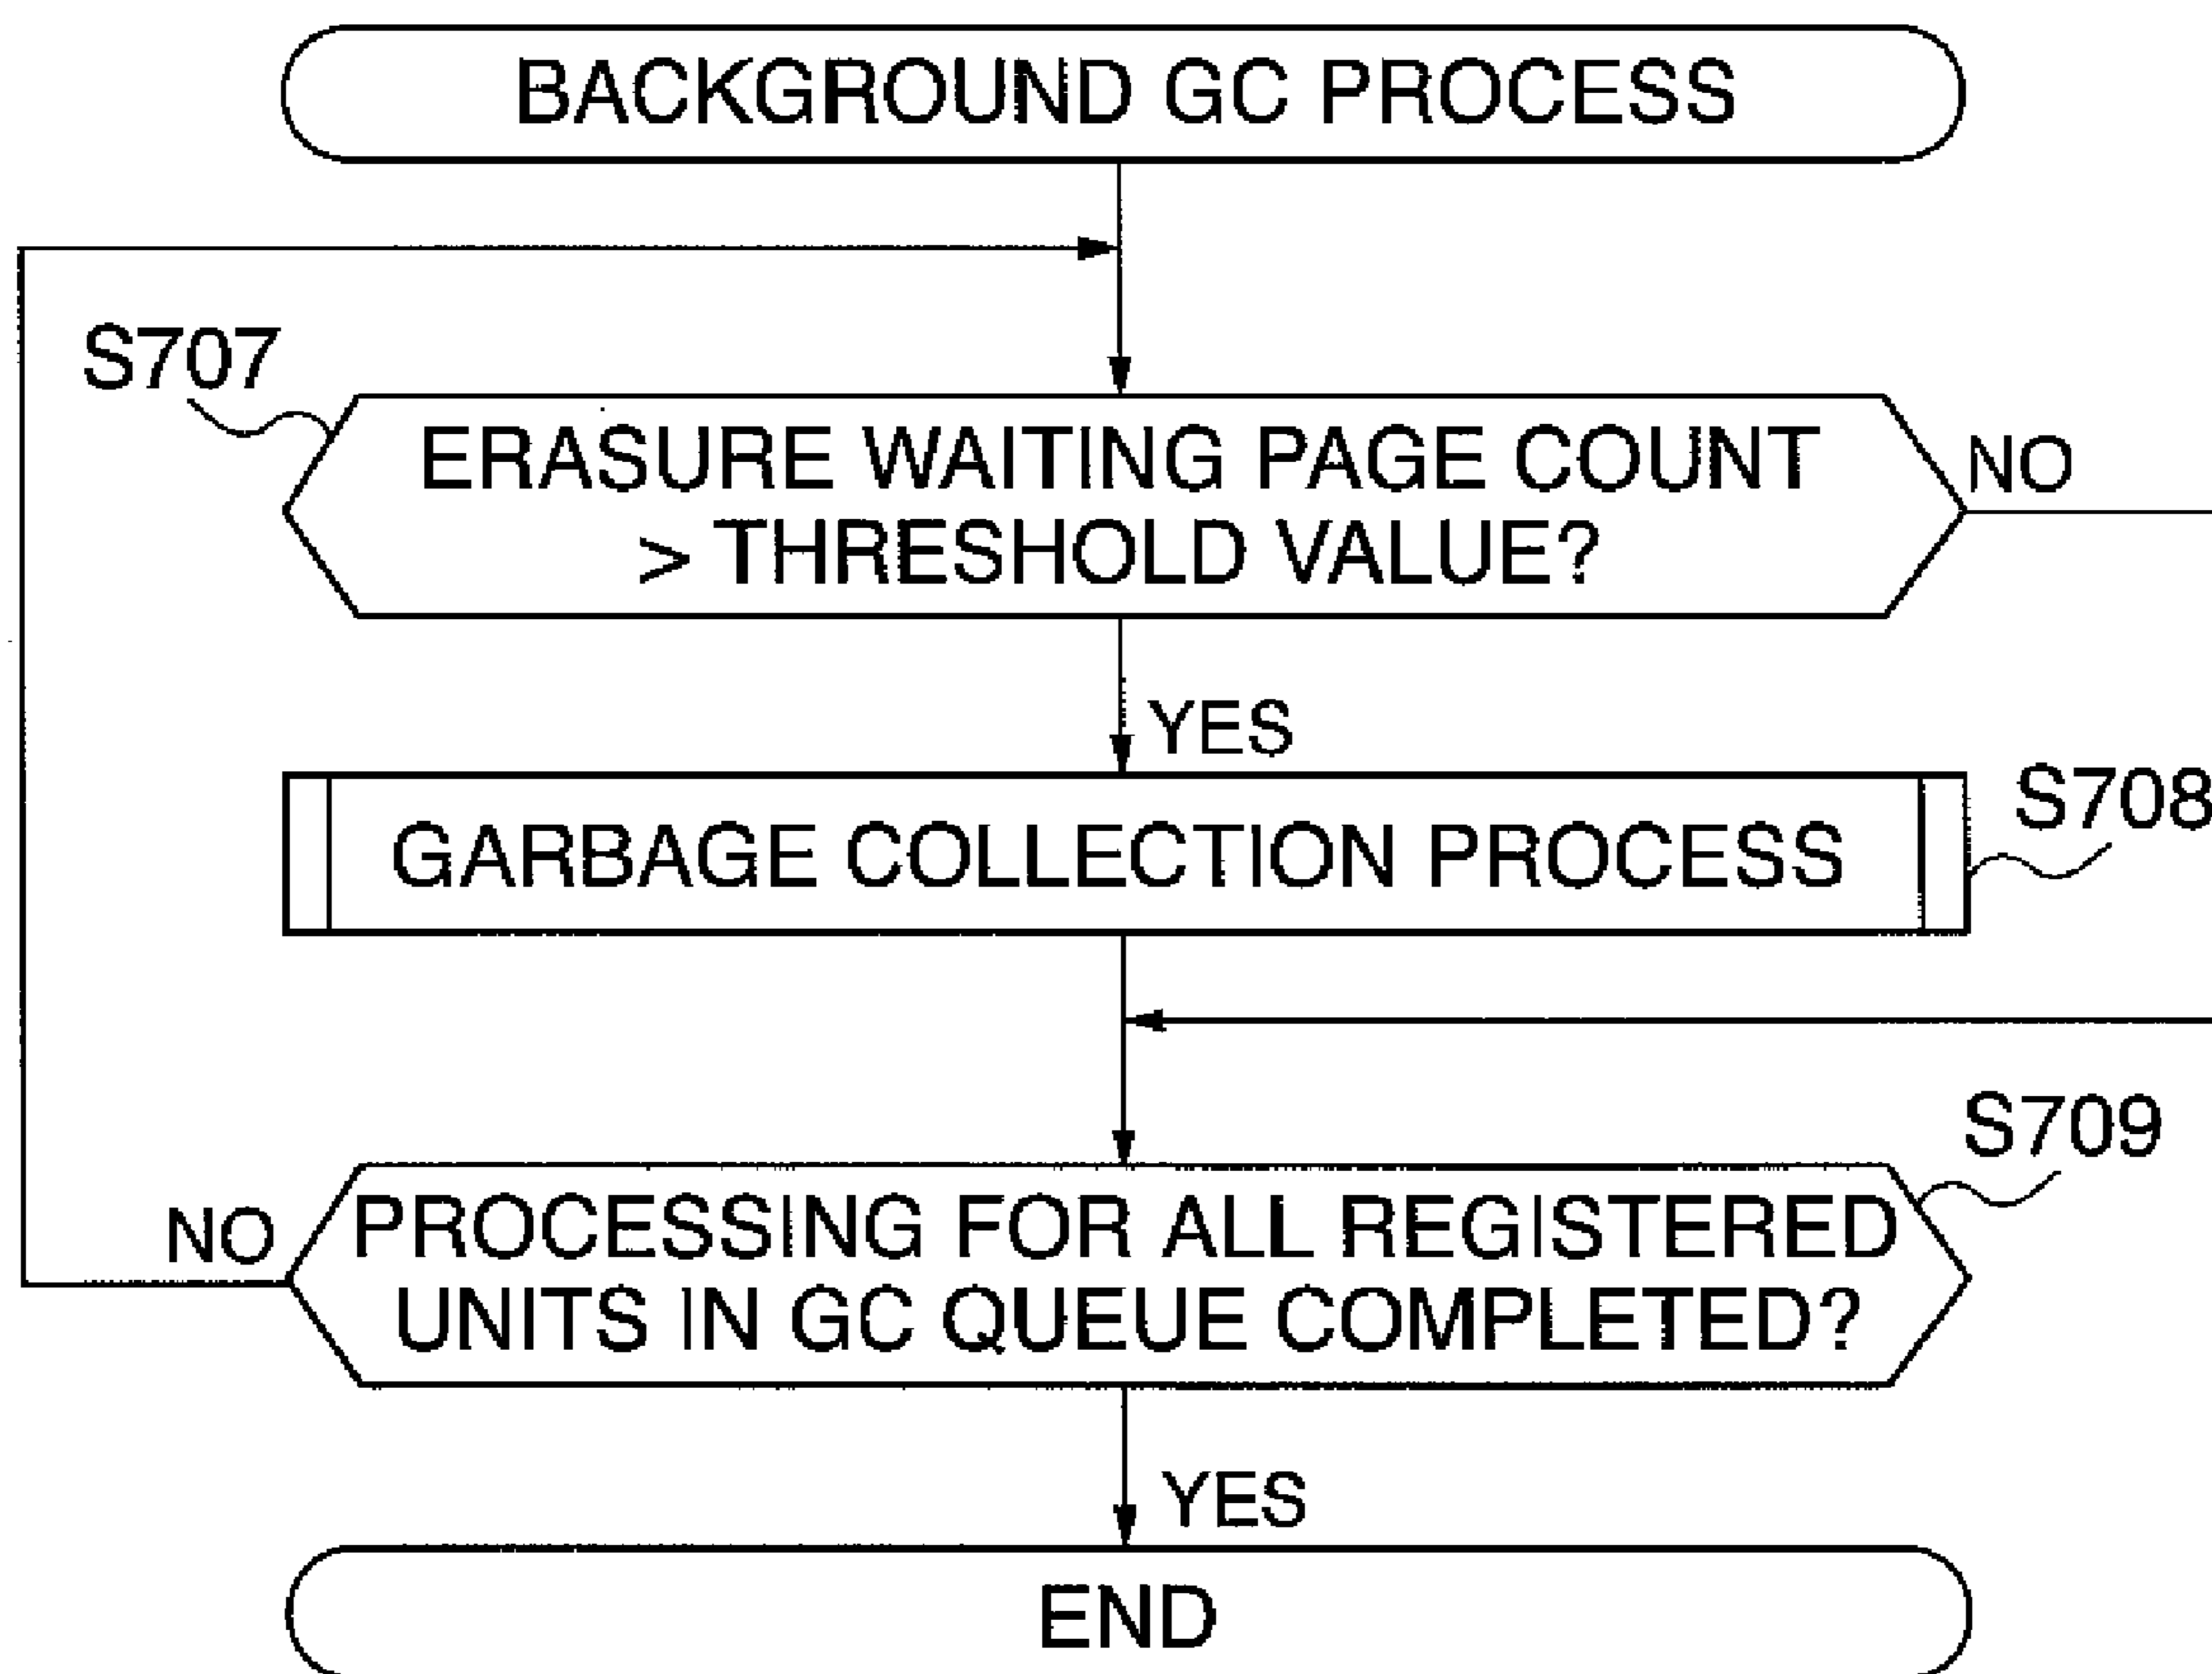 BACKGROUND GC PROCESS
S707
ERASURE WAITING PAGE COUNT
> THRESHOLD VALUE?
NO
YES
GARBAGE COLLECTION PROCESS
S708
S709
NO
PROCESSING FOR ALL REGISTERED
UNITS IN GC QUEUE COMPLETED?
YES
END